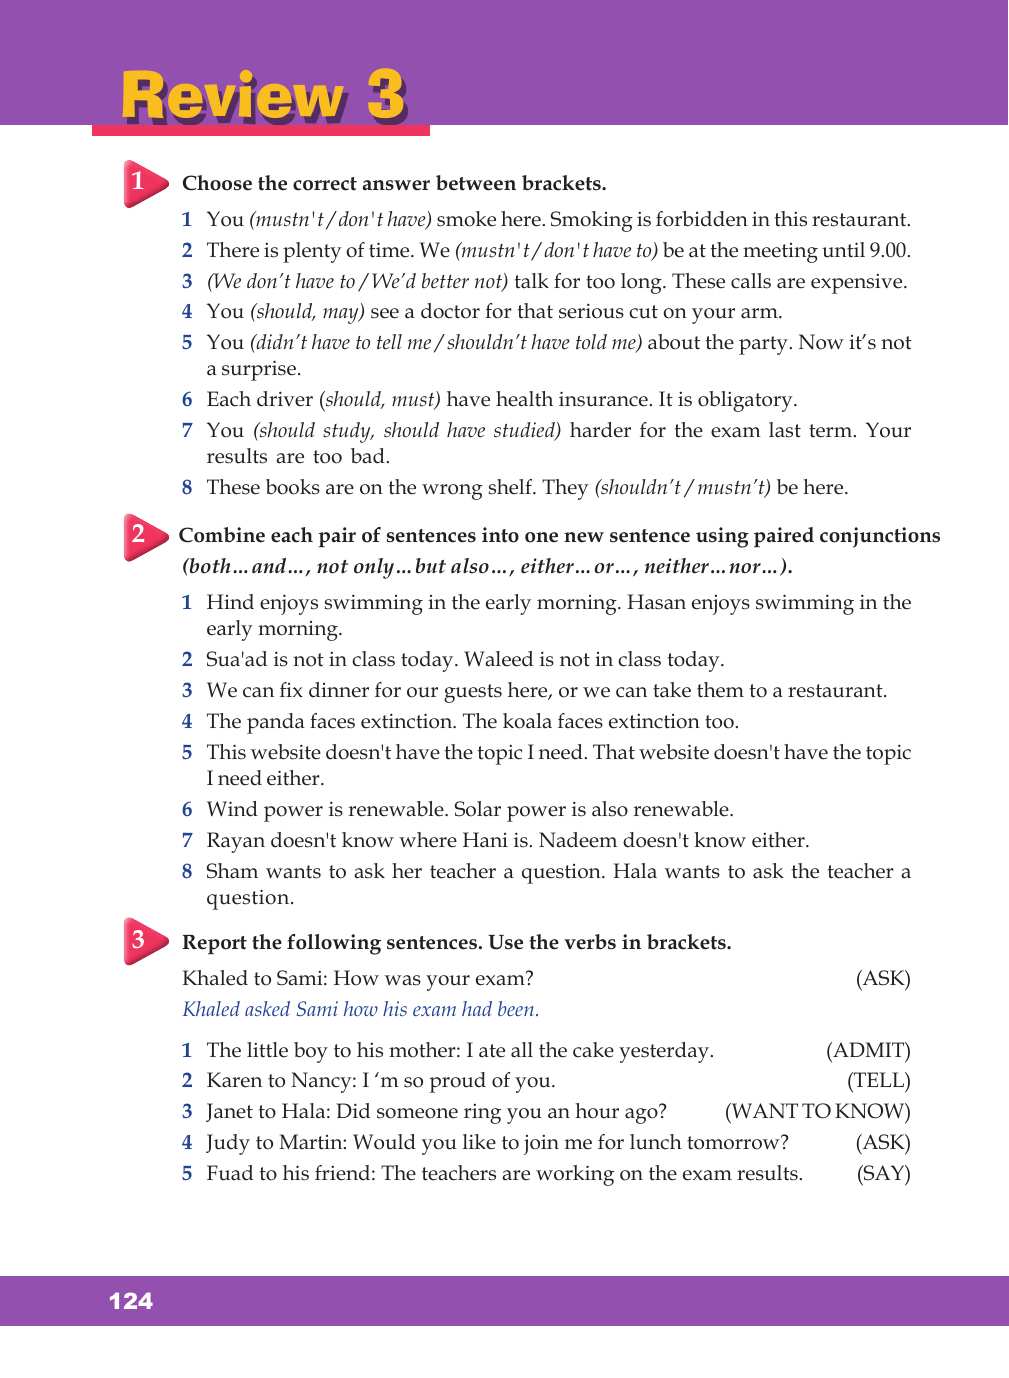 Review 3
1 Choose the correct answer between brackets.
1 You (mustn't/don't have) smoke here. Smoking is forbidden in this restaurant.
2 There is plenty of time. We (mustn't/don't have to) be at the meeting until 9.00.
3 (We don’t have to/We’d better not) talk for too long. These calls are expensive.
4 You (should, may) see a doctor for that serious cut on your arm.
5 You (didn’t have to tell me/shouldn’t have told me) about the party. Now it’s not
a surprise.
6 Each driver (should, must) have health insurance. It is obligatory.
7 You (should study, should have studied) harder for the exam last term. Your
results are too bad.
8 These books are on the wrong shelf. They (shouldn’t/mustn’t) be here.
2 Combine each pair of sentences into one new sentence using paired conjunctions
(both...and..., not only...but also..., either...or..., neither...nor...).
1 Hind enjoys swimming in the early morning. Hasan enjoys swimming in the
early morning.
2 Sua'ad is not in class today. Waleed is not in class today.
3 We can fix dinner for our guests here, or we can take them to a restaurant.
4 The panda faces extinction. The koala faces extinction too.
5 This website doesn't have the topic I need. That website doesn't have the topic
I need either.
6 Wind power is renewable. Solar power is also renewable.
7 Rayan doesn't know where Hani is. Nadeem doesn't know either.
8 Sham wants to ask her teacher a question. Hala wants to ask the teacher a
question.
3 Report the following sentences. Use the verbs in brackets.
Khaled to Sami: How was your exam? (ASK)
Khaled asked Sami how his exam had been.
1 The little boy to his mother: I ate all the cake yesterday. (ADMIT)
2 Karen to Nancy: I ‘m so proud of you. (TELL)
3 Janet to Hala: Did someone ring you an hour ago? (WANT TO KNOW)
4 Judy to Martin: Would you like to join me for lunch tomorrow? (ASK)
5 Fuad to his friend: The teachers are working on the exam results. (SAY)
124